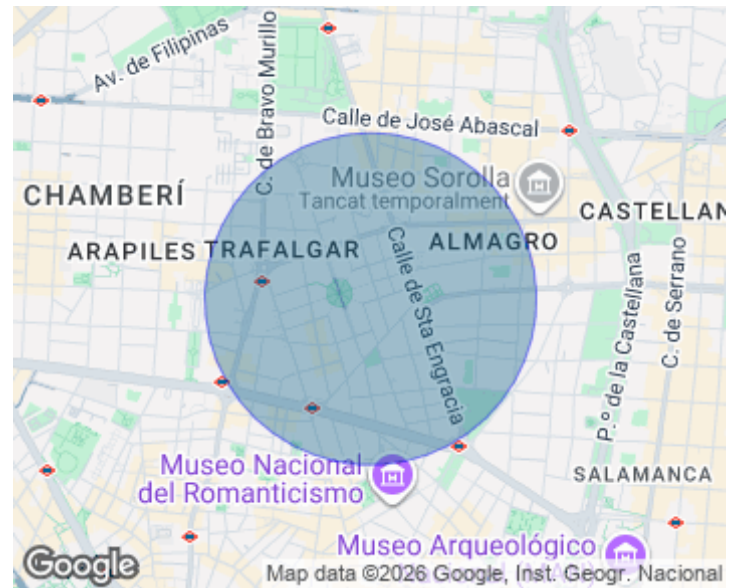 Av. de Filipinas
C. de Bravo Murillo
Calle de José Abascal
Museo Sorolla
Tancat temporalment
CHAMBERÍ
CASTELLAN
ARAPILES
TRAFALGAR
ALMAGRO
Calle de Sta Engracia
P.º de la Castellana
C. de Serrano
Museo Nacional
del Romanticismo
SALAMANCA
Museo Arqueológico
Google
Map data ©2026 Google, Inst. Geogr. Nacional